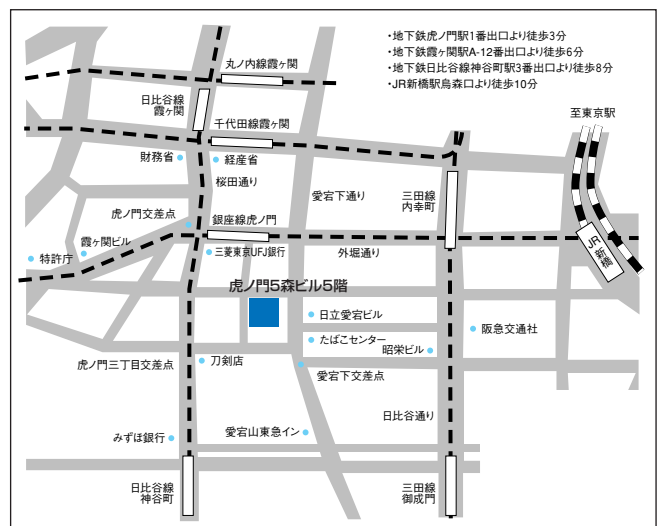 ・地下鉄虎ノ門駅1番出口より徒歩3分
・地下鉄霞ヶ関駅A-12番出口より徒歩6分
・地下鉄日比谷線神谷町駅3番出口より徒歩8分
・JR新橋駅烏森口より徒歩10分
丸ノ内線霞ヶ関
日比谷線
霞ヶ関
至東京駅
千代田線霞ヶ関
財務省
経産省
桜田通り
愛宕下通り
三田線
内幸町
虎ノ門交差点
銀座線虎ノ門
霞ヶ関ビル
特許庁
三菱東京UFJ銀行
外堀通り
JR新橋
虎ノ門5森ビル5階
日立愛宕ビル
阪急交通社
たばこセンター
昭栄ビル
虎ノ門三丁目交差点
刀剣店
愛宕下交差点
日比谷通り
みずほ銀行
愛宕山東急イン
日比谷線
神谷町
三田線
御成門